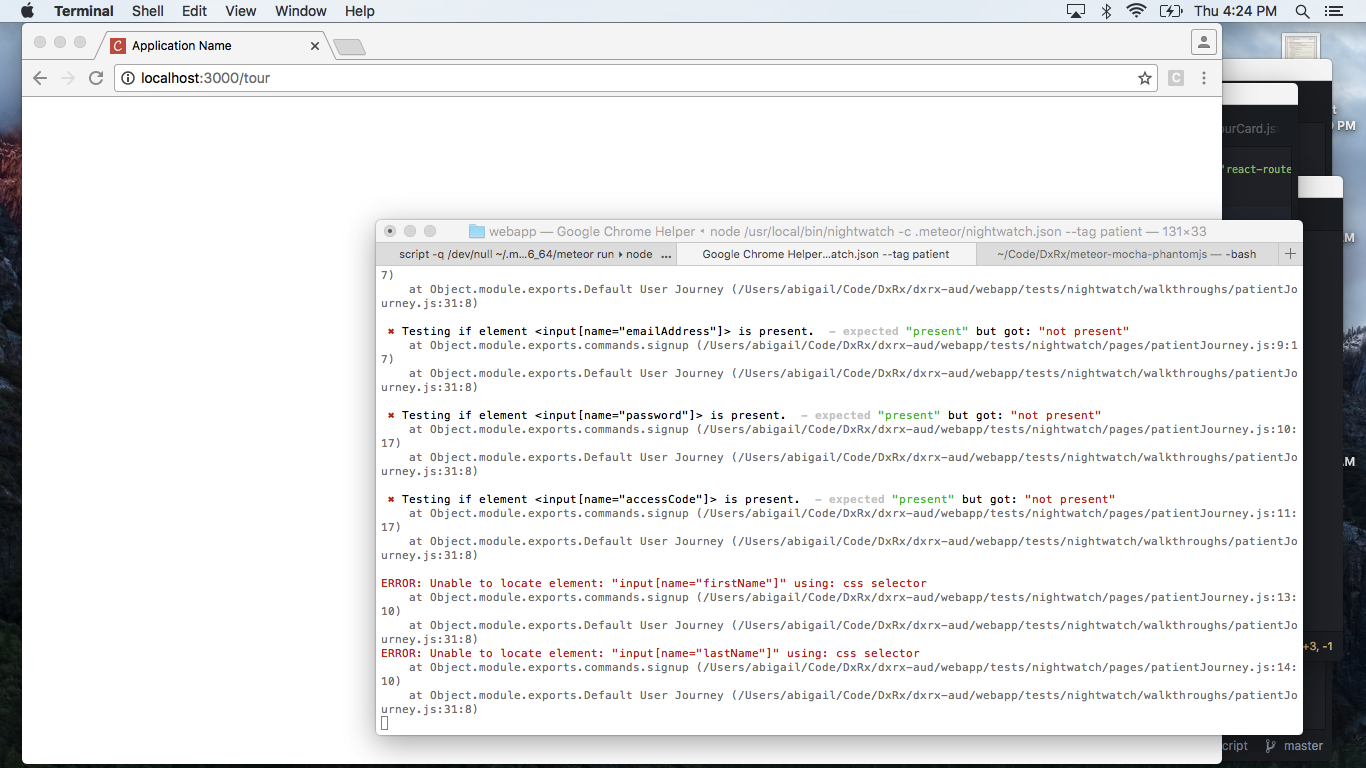 Terminal Shell Edit View Window Help Thu 4:24 PM
C Application Name
localhost:3000/tour
C
urCard.js
PM
'react-route
webapp — Google Chrome Helper • node /usr/local/bin/nightwatch -c .meteor/nightwatch.json --tag patient — 131×33
script -q /dev/null ~/.m...6_64/meteor run ▸ node ...
Google Chrome Helper...atch.json --tag patient
~/Code/DxRx/meteor-mocha-phantomjs — -bash
7)
at Object.module.exports.Default User Journey (/Users/abigail/Code/DxRx/dxrx-aud/webapp/tests/nightwatch/walkthroughs/patientJo
urney.js:31:8)
✖ Testing if element <input[name="emailAddress"]> is present. – expected "present" but got: "not present"
at Object.module.exports.commands.signup (/Users/abigail/Code/DxRx/dxrx-aud/webapp/tests/nightwatch/pages/patientJourney.js:9:1
7)
at Object.module.exports.Default User Journey (/Users/abigail/Code/DxRx/dxrx-aud/webapp/tests/nightwatch/walkthroughs/patientJo
urney.js:31:8)
✖ Testing if element <input[name="password"]> is present. – expected "present" but got: "not present"
at Object.module.exports.commands.signup (/Users/abigail/Code/DxRx/dxrx-aud/webapp/tests/nightwatch/pages/patientJourney.js:10:
17)
at Object.module.exports.Default User Journey (/Users/abigail/Code/DxRx/dxrx-aud/webapp/tests/nightwatch/walkthroughs/patientJo
urney.js:31:8)
✖ Testing if element <input[name="accessCode"]> is present. – expected "present" but got: "not present"
at Object.module.exports.commands.signup (/Users/abigail/Code/DxRx/dxrx-aud/webapp/tests/nightwatch/pages/patientJourney.js:11:
17)
at Object.module.exports.Default User Journey (/Users/abigail/Code/DxRx/dxrx-aud/webapp/tests/nightwatch/walkthroughs/patientJo
urney.js:31:8)
ERROR: Unable to locate element: "input[name="firstName"]" using: css selector
at Object.module.exports.commands.signup (/Users/abigail/Code/DxRx/dxrx-aud/webapp/tests/nightwatch/pages/patientJourney.js:13:
10)
at Object.module.exports.Default User Journey (/Users/abigail/Code/DxRx/dxrx-aud/webapp/tests/nightwatch/walkthroughs/patientJo
urney.js:31:8)
ERROR: Unable to locate element: "input[name="lastName"]" using: css selector
at Object.module.exports.commands.signup (/Users/abigail/Code/DxRx/dxrx-aud/webapp/tests/nightwatch/pages/patientJourney.js:14:
10)
at Object.module.exports.Default User Journey (/Users/abigail/Code/DxRx/dxrx-aud/webapp/tests/nightwatch/walkthroughs/patientJo
urney.js:31:8)
+3, -1
cript master